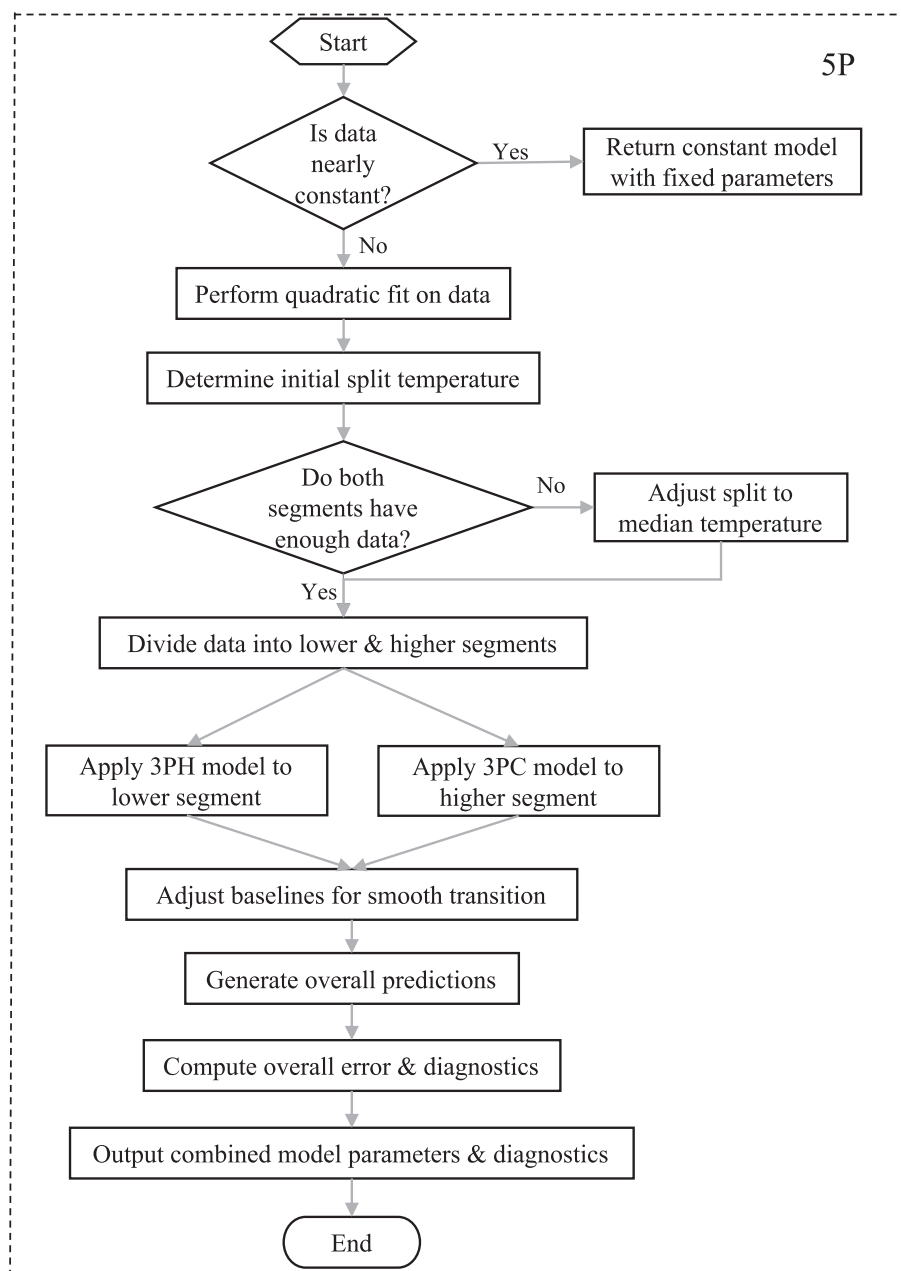 Start
5P
Is data
nearly
constant?
Yes
Return constant model
with fixed parameters
No
Perform quadratic fit on data
Determine initial split temperature
Do both
segments have
enough data?
No
Adjust split to
median temperature
Yes
Divide data into lower & higher segments
Apply 3PH model to
lower segment
Apply 3PC model to
higher segment
Adjust baselines for smooth transition
Generate overall predictions
Compute overall error & diagnostics
Output combined model parameters & diagnostics
End